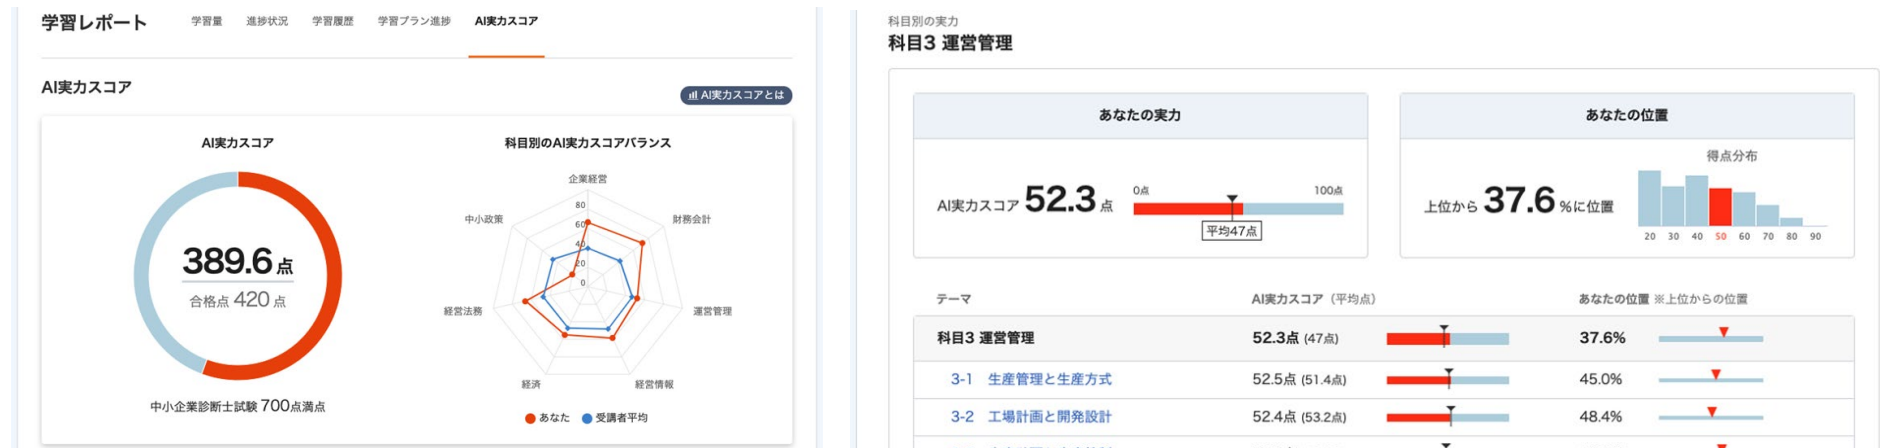 学習レポート 学習量 進捗状況 学習履歴 学習プラン進捗 AI実力スコア
AI実力スコア
AI実力スコアとは
AI実力スコア
389.6 点
合格点 420 点
中小企業診断士試験 700点満点
科目別のAI実力スコアバランス
企業経営
中小政策 財務会計
80
60
40
20
0
経営法務 運営管理
経済 経営情報
あなた 受講者平均
科目別の実力
科目3 運営管理
あなたの実力
AI実力スコア 52.3 点
0点 100点
平均47点
あなたの位置
上位から 37.6 %に位置
得点分布
20 30 40 50 60 70 80 90
テーマ AI実力スコア（平均点） あなたの位置 ※上位からの位置
科目3 運営管理 52.3点 (47点) 37.6%
3-1 生産管理と生産方式 52.5点 (51.4点) 45.0%
3-2 工場計画と開発設計 52.4点 (53.2点) 48.4%